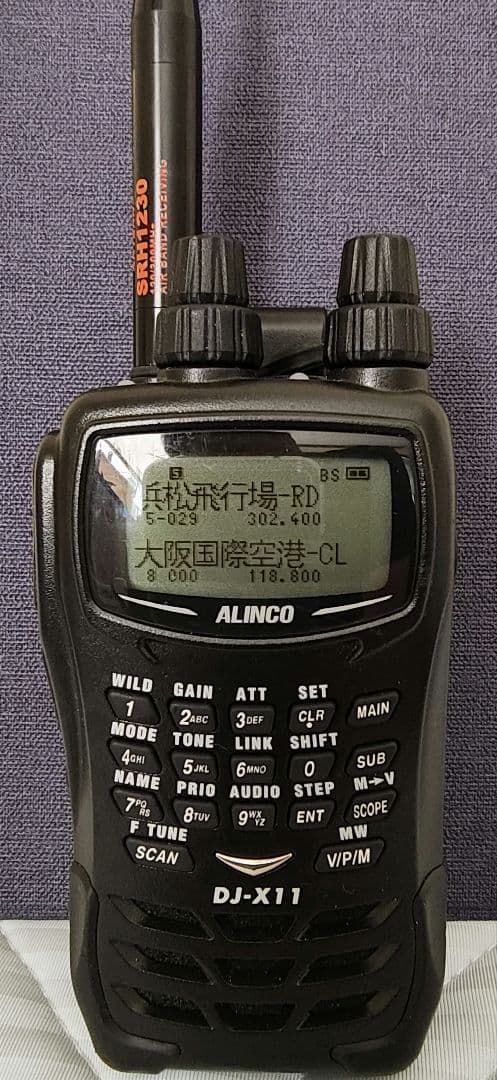 SRH1230
AIR BAND RECEIVING
S BS
浜松飛行場-RD
5-029 302.400
大阪国際空港-CL
8 000 118.800
ALINCO
WILD GAIN ATT SET
1 2ABC 3DEF CLR MAIN
MODE TONE LINK SHIFT
4GHI 5JKL 6MNO 0 SUB
NAME PRIO AUDIO STEP M→V
7PQRS 8TUV 9WXYZ ENT SCOPE
F TUNE MW
SCAN V/P/M
DJ-X11